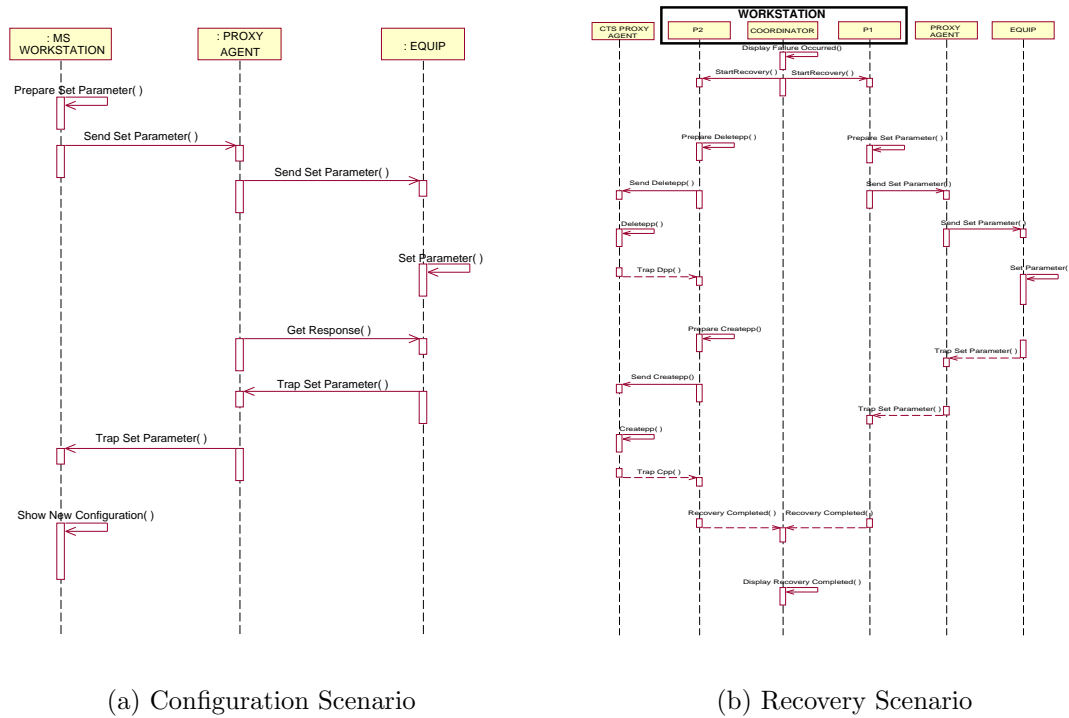 : MS
WORKSTATION
: PROXY
AGENT
: EQUIP
Prepare Set Parameter( )
Send Set Parameter( )
Send Set Parameter( )
Set Parameter( )
Get Response( )
Trap Set Parameter( )
Trap Set Parameter( )
Show New Configuration( )
(a) Configuration Scenario
WORKSTATION
CTS PROXY
AGENT
P2
COORDINATOR
P1
PROXY
AGENT
EQUIP
Display Failure Occurred()
StartRecovery( )
StartRecovery( )
Prepare Deletepp( )
Prepare Set Parameter( )
Send Deletepp( )
Send Set Parameter()
Deletepp( )
Send Set Parameter( )
Trap Dpp( )
Set Parameter(
Prepare Createpp()
Trap Set Parameter( )
Send Createpp()
Trap Set Parameter( )
Createpp( )
Trap Cpp( )
Recovery Completed( )
Recovery Completed( )
Display Recovery Completed( )
(b) Recovery Scenario